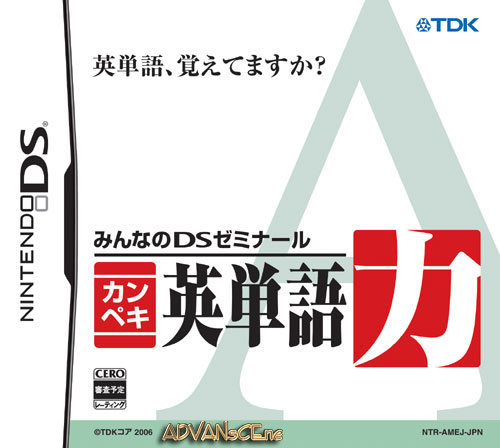 TDK
英単語、覚えてますか?
NINTENDO DS
みんなのDSゼミナール
カンペキ
英単語力
CERO
審査予定
レーティング
©TDKコア 2006
ADVANsCEne
NTR-AMEJ-JPN